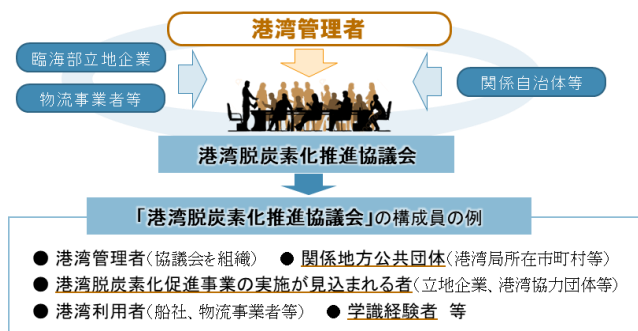 港湾管理者
臨海部立地企業
物流事業者等
関係自治体等
港湾脱炭素化推進協議会
「港湾脱炭素化推進協議会」の構成員の例
● 港湾管理者(協議会を組織) ● 関係地方公共団体(港湾局所在市町村等)
● 港湾脱炭素化促進事業の実施が見込まれる者(立地企業、港湾協力団体等)
● 港湾利用者(船社、物流事業者等) ● 学識経験者 等